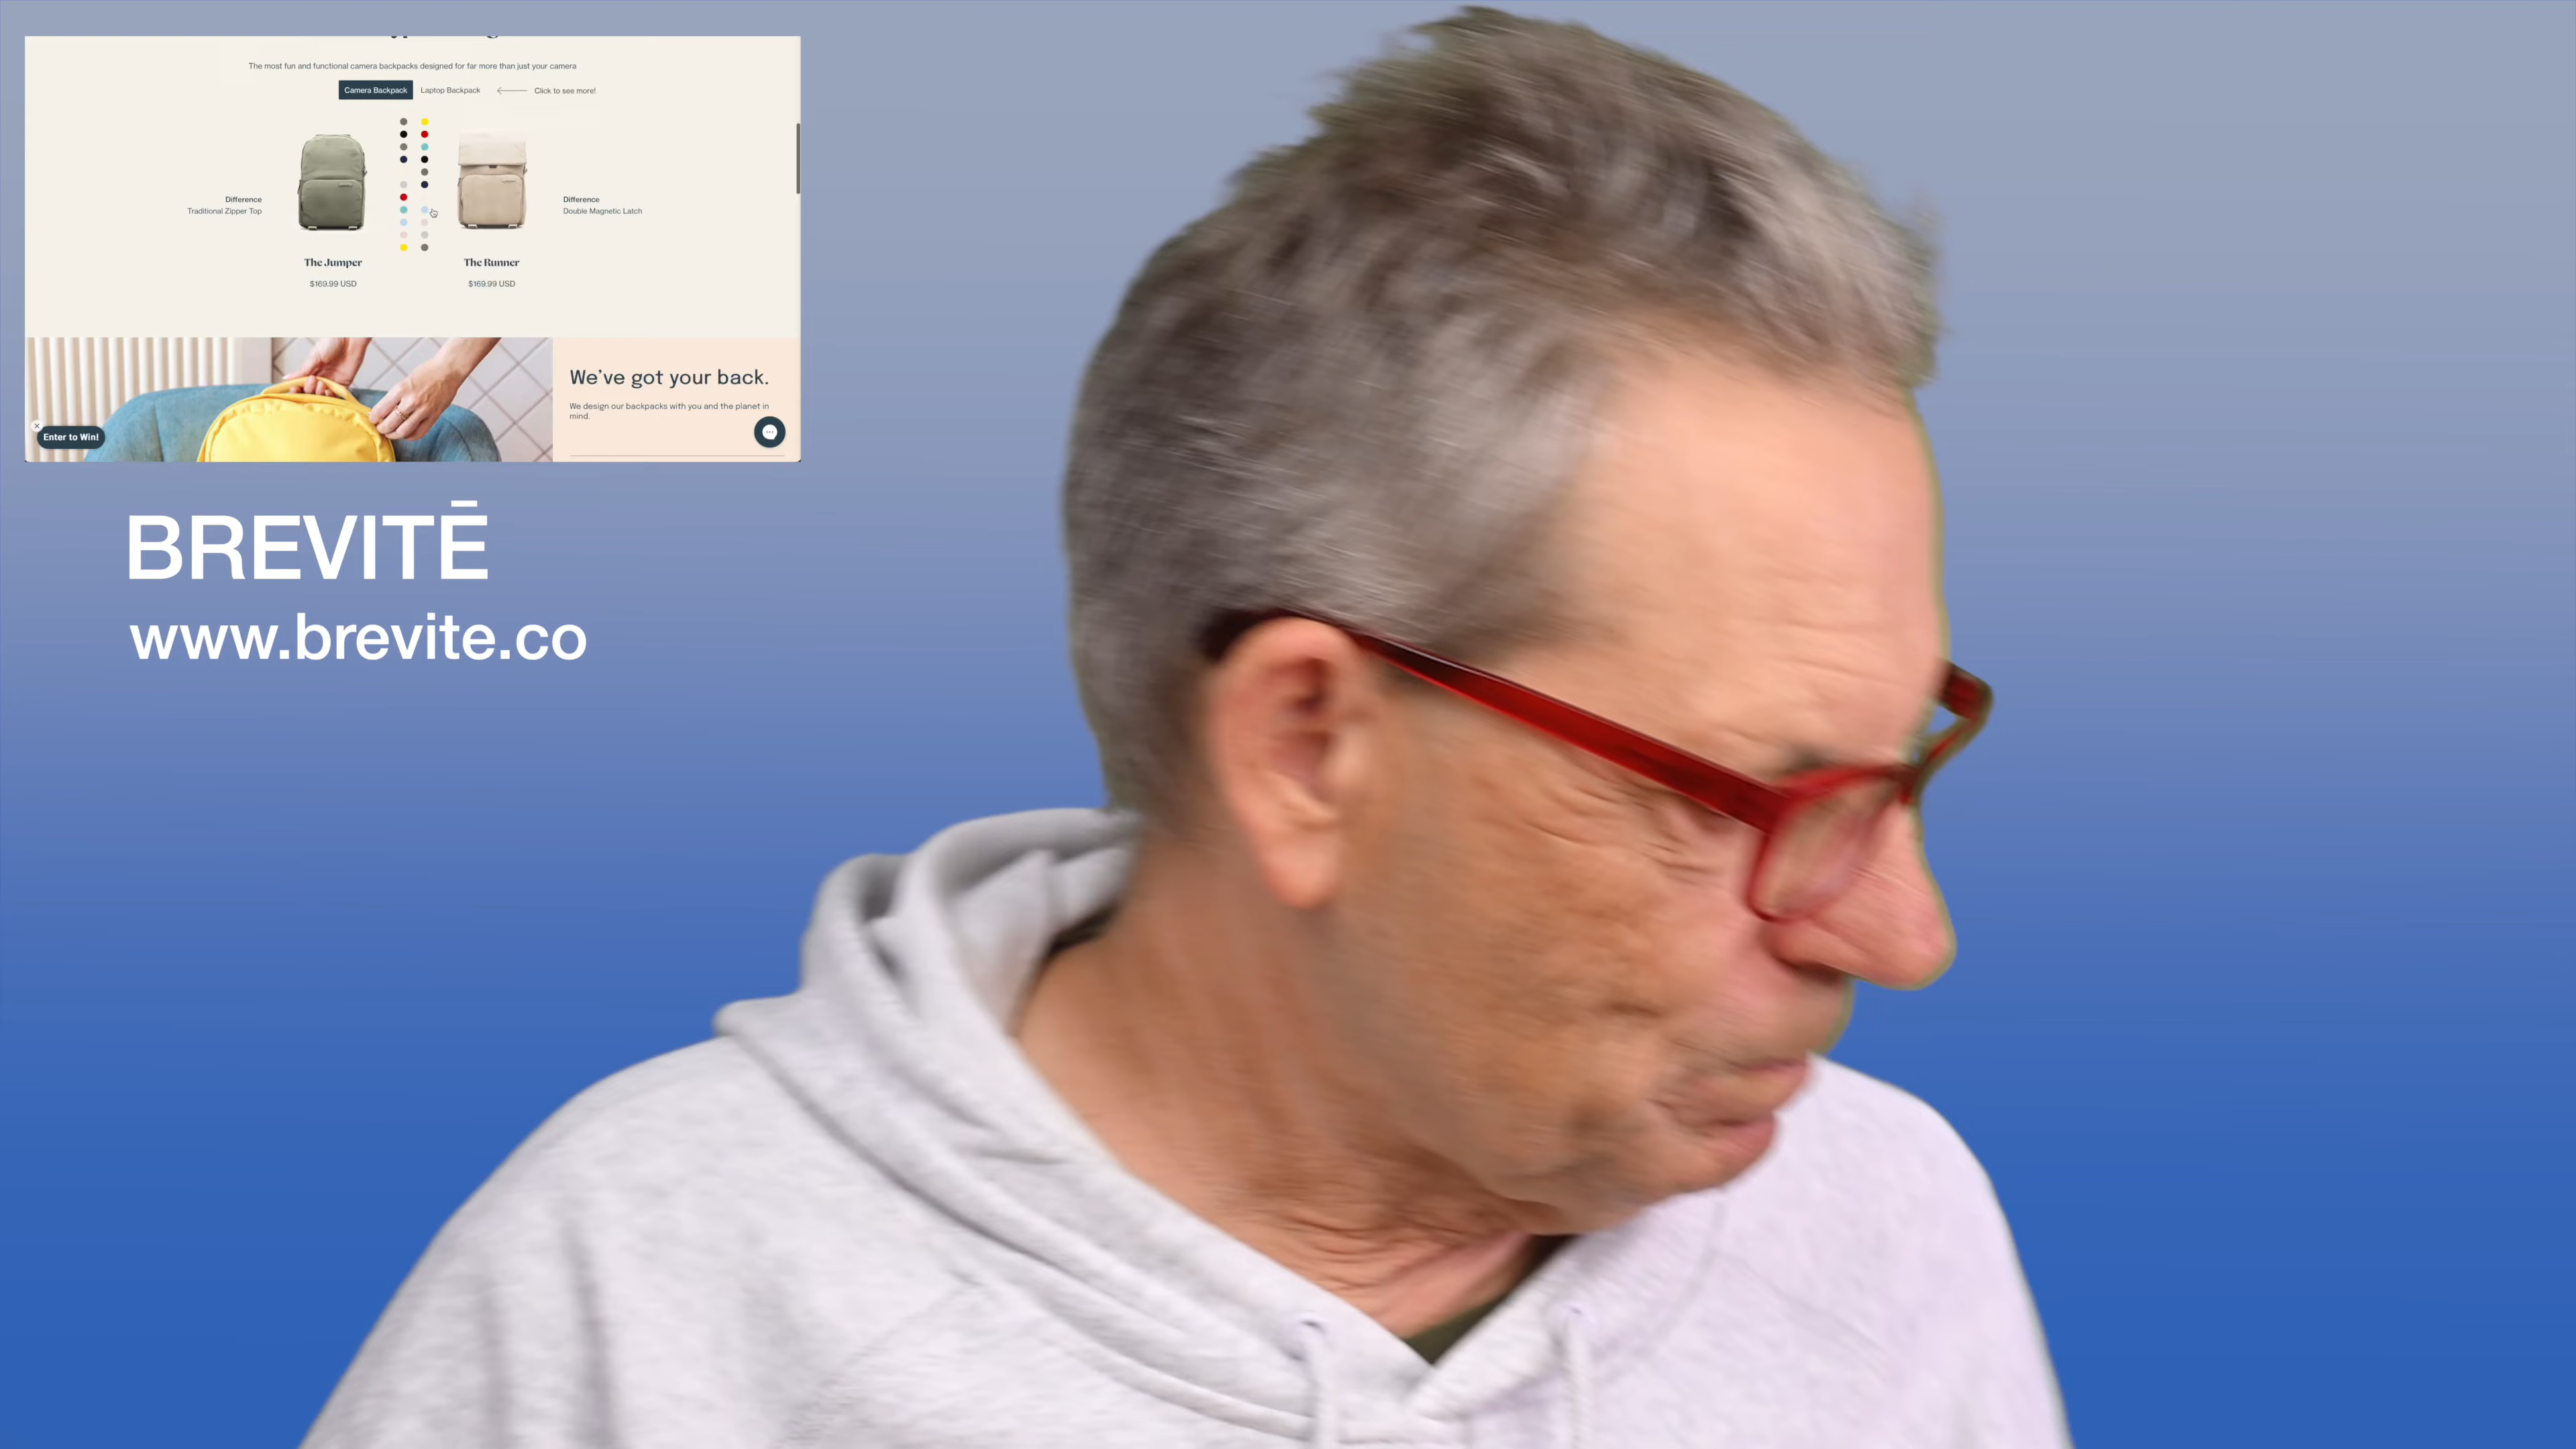 The most fun and functional camera backpacks designed for far more than just your camera
Camera Backpack Laptop Backpack Click to see more!
Difference
Traditional Zipper Top
Difference
Double Magnetic Latch
The Jumper
$169.99 USD
The Runner
$169.99 USD
We've got your back.
We design our backpacks with you and the planet in
mind.
Enter to Win!
BREVITĒ
www.brevite.co